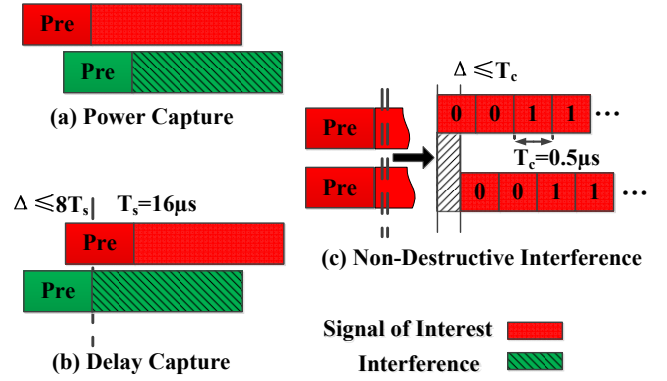 Pre
Pre
(a) Power Capture
Δ ≤8Ts Ts=16μs
Pre
Pre
(b) Delay Capture
Δ ≤Tc
Pre
Pre
0 0 1 1 ...
Tc=0.5μs
0 0 1 1 ...
(c) Non-Destructive Interference
Signal of Interest
Interference